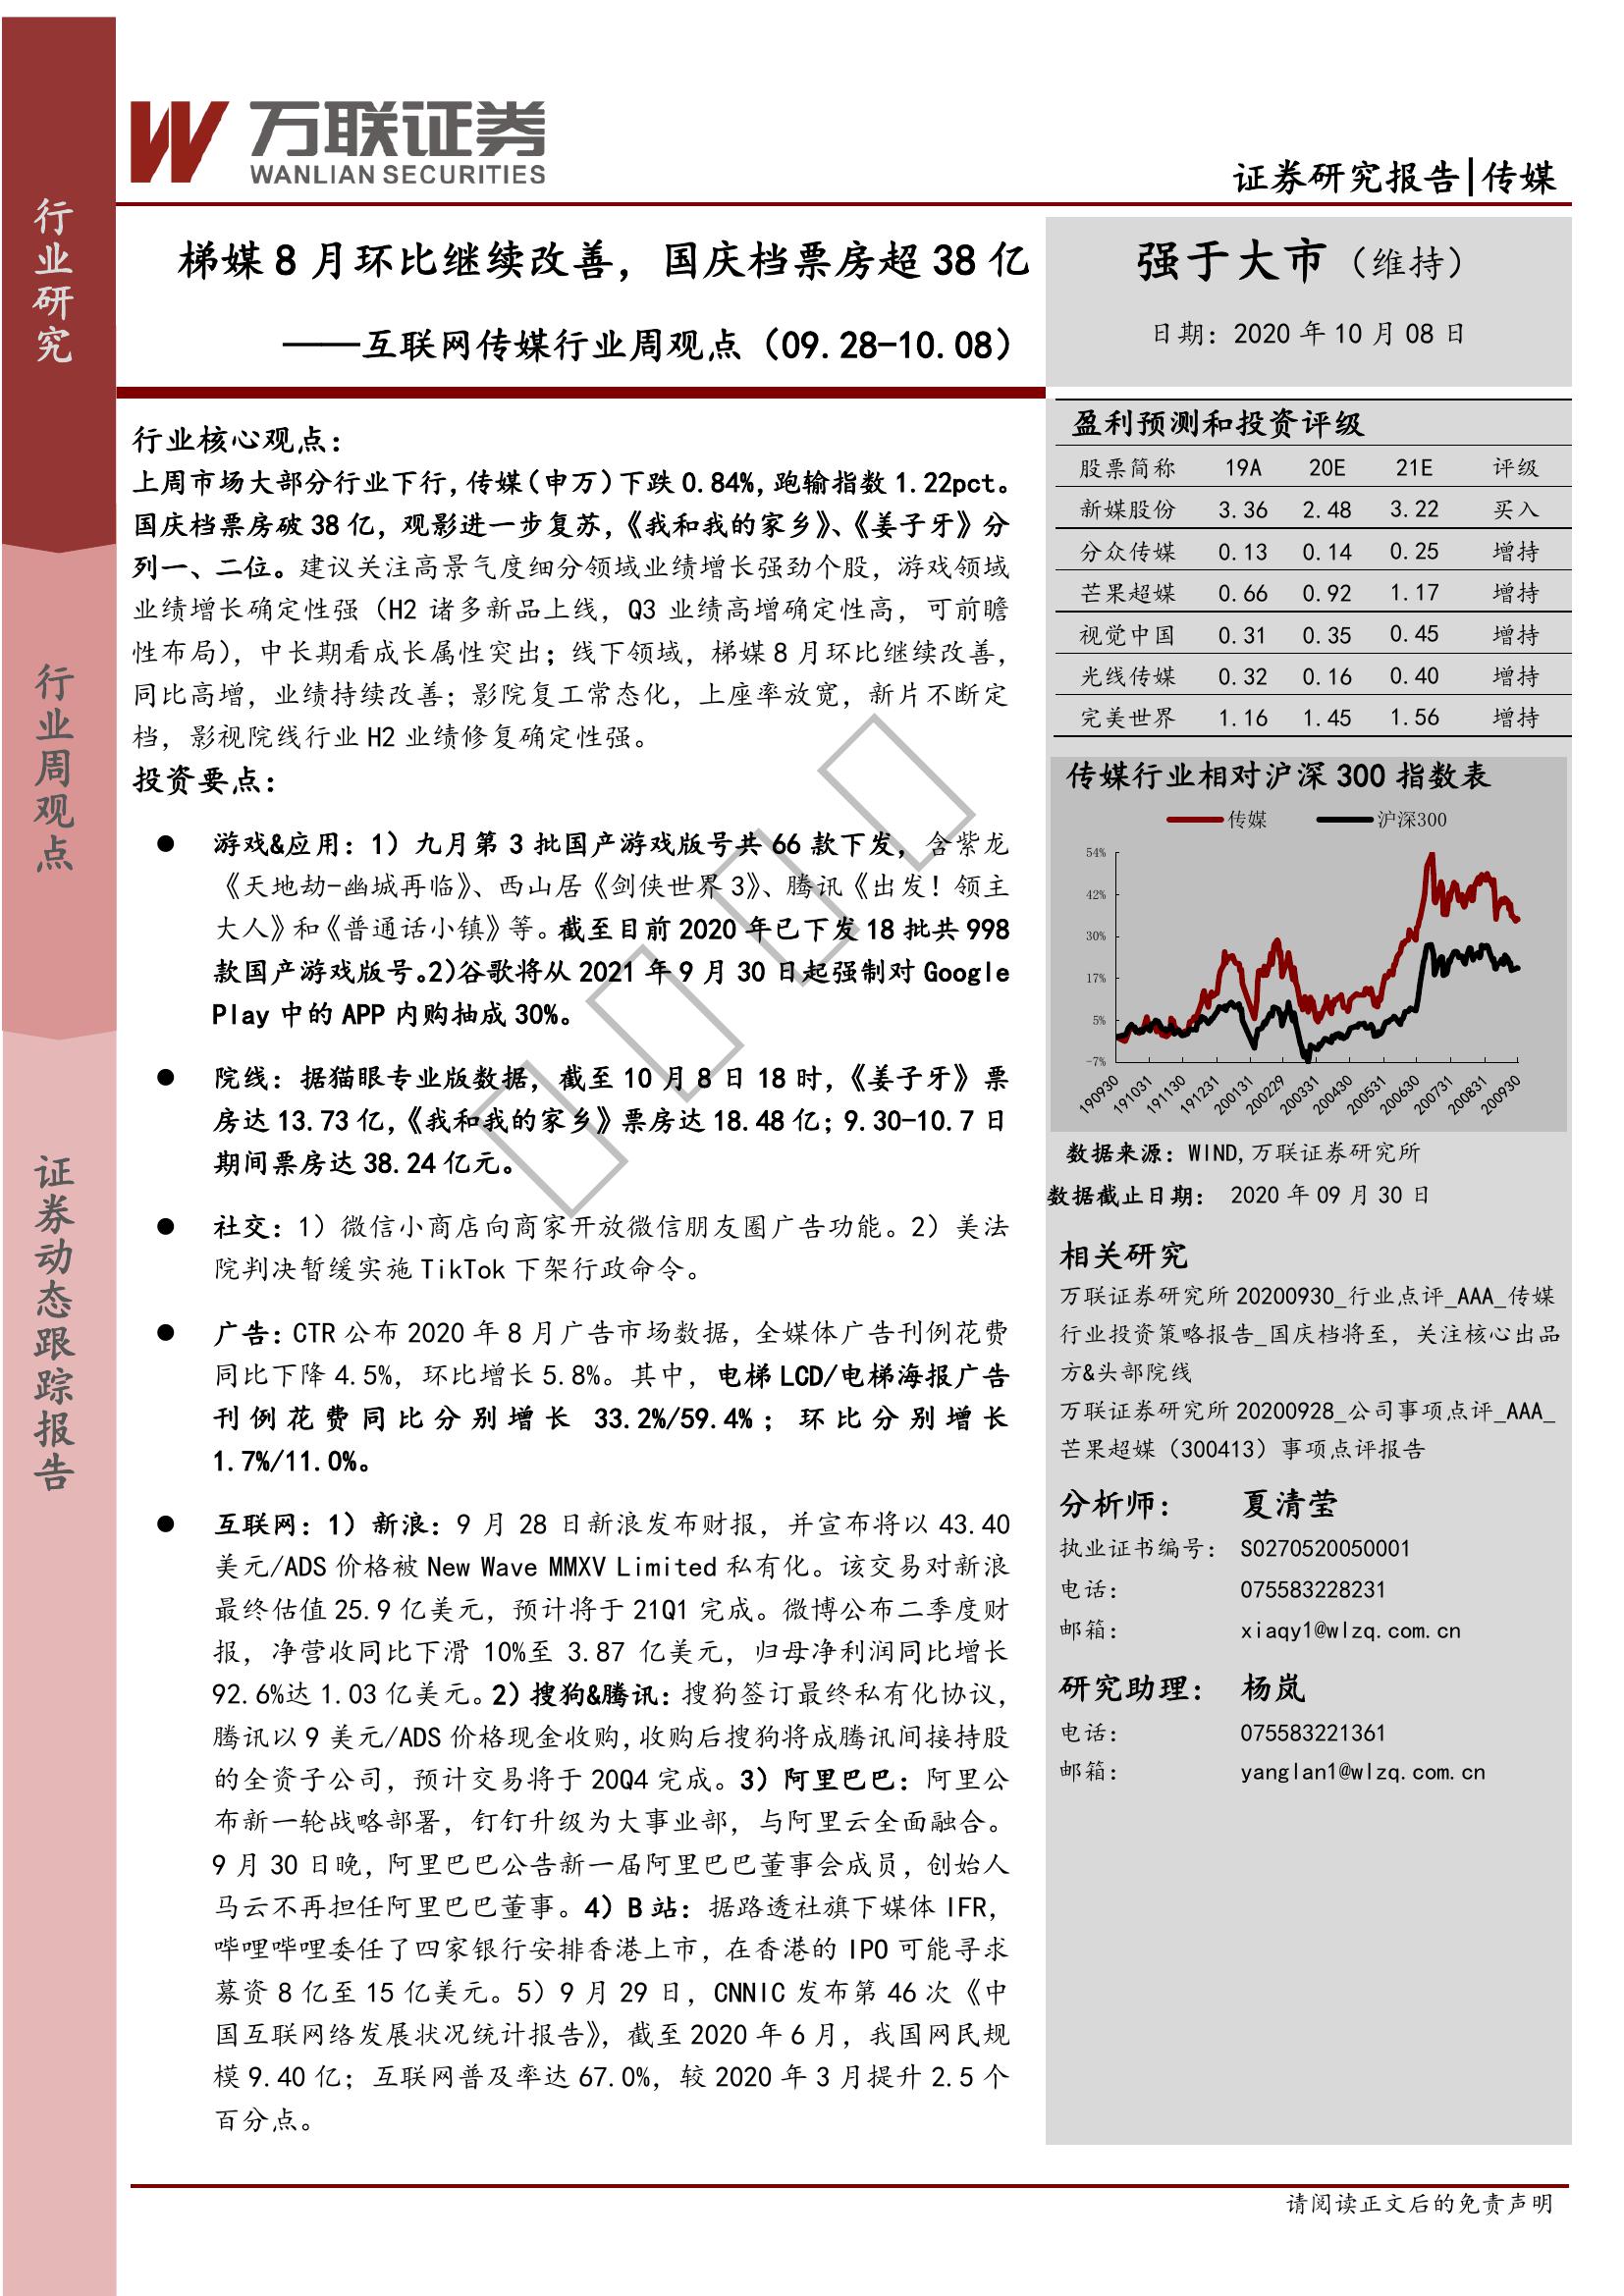 行业研究
行业周观点
证券动态跟踪报告
万联证券
WANLIAN SECURITIES
证券研究报告|传媒
梯媒 8 月环比继续改善，国庆档票房超 38 亿
——互联网传媒行业周观点（09.28-10.08）
强于大市（维持）
日期：2020 年 10 月 08 日
行业核心观点：
上周市场大部分行业下行，传媒（申万）下跌 0.84%，跑输指数 1.22pct。
国庆档票房破 38 亿，观影进一步复苏，《我和我的家乡》、《姜子牙》分
列一、二位。建议关注高景气度细分领域业绩增长强劲个股，游戏领域
业绩增长确定性强（H2 诸多新品上线，Q3 业绩高增确定性高，可前瞻
性布局），中长期看成长属性突出；线下领域，梯媒 8 月环比继续改善，
同比高增，业绩持续改善；影院复工常态化，上座率放宽，新片不断定
档，影视院线行业 H2 业绩修复确定性强。
投资要点：
● 游戏&应用：1）九月第 3 批国产游戏版号共 66 款下发，含紫龙
《天地劫-幽城再临》、西山居《剑侠世界 3》、腾讯《出发！领主
大人》和《普通话小镇》等。截至目前 2020 年已下发 18 批共 998
款国产游戏版号。2)谷歌将从 2021 年 9 月 30 日起强制对 Google
Play 中的 APP 内购抽成 30%。
● 院线：据猫眼专业版数据，截至 10 月 8 日 18 时，《姜子牙》票
房达 13.73 亿，《我和我的家乡》票房达 18.48 亿；9.30-10.7 日
期间票房达 38.24 亿元。
● 社交：1）微信小商店向商家开放微信朋友圈广告功能。2）美法
院判决暂缓实施 TikTok 下架行政命令。
● 广告：CTR 公布 2020 年 8 月广告市场数据，全媒体广告刊例花费
同比下降 4.5%，环比增长 5.8%。其中，电梯 LCD/电梯海报广告
刊例花费同比分别增长 33.2%/59.4%；环比分别增长
1.7%/11.0%。
● 互联网：1）新浪：9 月 28 日新浪发布财报，并宣布将以 43.40
美元/ADS 价格被 New Wave MMXV Limited 私有化。该交易对新浪
最终估值 25.9 亿美元，预计将于 21Q1 完成。微博公布二季度财
报，净营收同比下滑 10%至 3.87 亿美元，归母净利润同比增长
92.6%达 1.03 亿美元。2）搜狗&腾讯：搜狗签订最终私有化协议，
腾讯以 9 美元/ADS 价格现金收购，收购后搜狗将成腾讯间接持股
的全资子公司，预计交易将于 20Q4 完成。3）阿里巴巴：阿里公
布新一轮战略部署，钉钉升级为大事业部，与阿里云全面融合。
9 月 30 日晚，阿里巴巴公告新一届阿里巴巴董事会成员，创始人
马云不再担任阿里巴巴董事。4）B 站：据路透社旗下媒体 IFR，
哔哩哔哩委任了四家银行安排香港上市，在香港的 IPO 可能寻求
募资 8 亿至 15 亿美元。5）9 月 29 日，CNNIC 发布第 46 次《中
国互联网络发展状况统计报告》，截至 2020 年 6 月，我国网民规
模 9.40 亿；互联网普及率达 67.0%，较 2020 年 3 月提升 2.5 个
百分点。
盈利预测和投资评级
股票简称 19A 20E 21E 评级
新媒股份 3.36 2.48 3.22 买入
分众传媒 0.13 0.14 0.25 增持
芒果超媒 0.66 0.92 1.17 增持
视觉中国 0.31 0.35 0.45 增持
光线传媒 0.32 0.16 0.40 增持
完美世界 1.16 1.45 1.56 增持
传媒行业相对沪深 300 指数表
传媒 沪深300
54%
42%
30%
17%
5%
-7%
190930 191031 191130 191231 200131 200229 200331 200430 200531 200630 200731 200831 200930
数据来源：WIND, 万联证券研究所
数据截止日期： 2020 年 09 月 30 日
相关研究
万联证券研究所 20200930_行业点评_AAA_传媒
行业投资策略报告_国庆档将至，关注核心出品
方&头部院线
万联证券研究所 20200928_公司事项点评_AAA_
芒果超媒（300413）事项点评报告
分析师： 夏清莹
执业证书编号： S0270520050001
电话： 075583228231
邮箱： xiaqy1@wlzq.com.cn
研究助理： 杨岚
电话： 075583221361
邮箱： yanglan1@wlzq.com.cn
请阅读正文后的免责声明